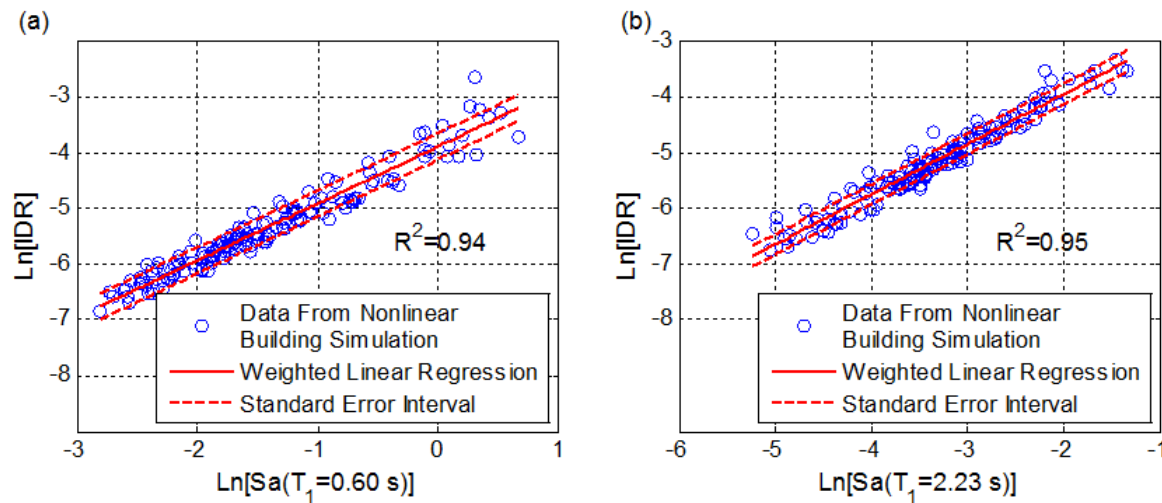 (a)
-3
-4
-5
-6
-7
-8
Ln[IDR]
R²=0.94
Data From Nonlinear
Building Simulation
Weighted Linear Regression
Standard Error Interval
-3
-2
-1
0
1
Ln[Sa(T₁=0.60 s)]
(b)
-3
-4
-5
-6
-7
-8
Ln[IDR]
R²=0.95
Data From Nonlinear
Building Simulation
Weighted Linear Regression
Standard Error Interval
-6
-5
-4
-3
-2
-1
Ln[Sa(T₁=2.23 s)]